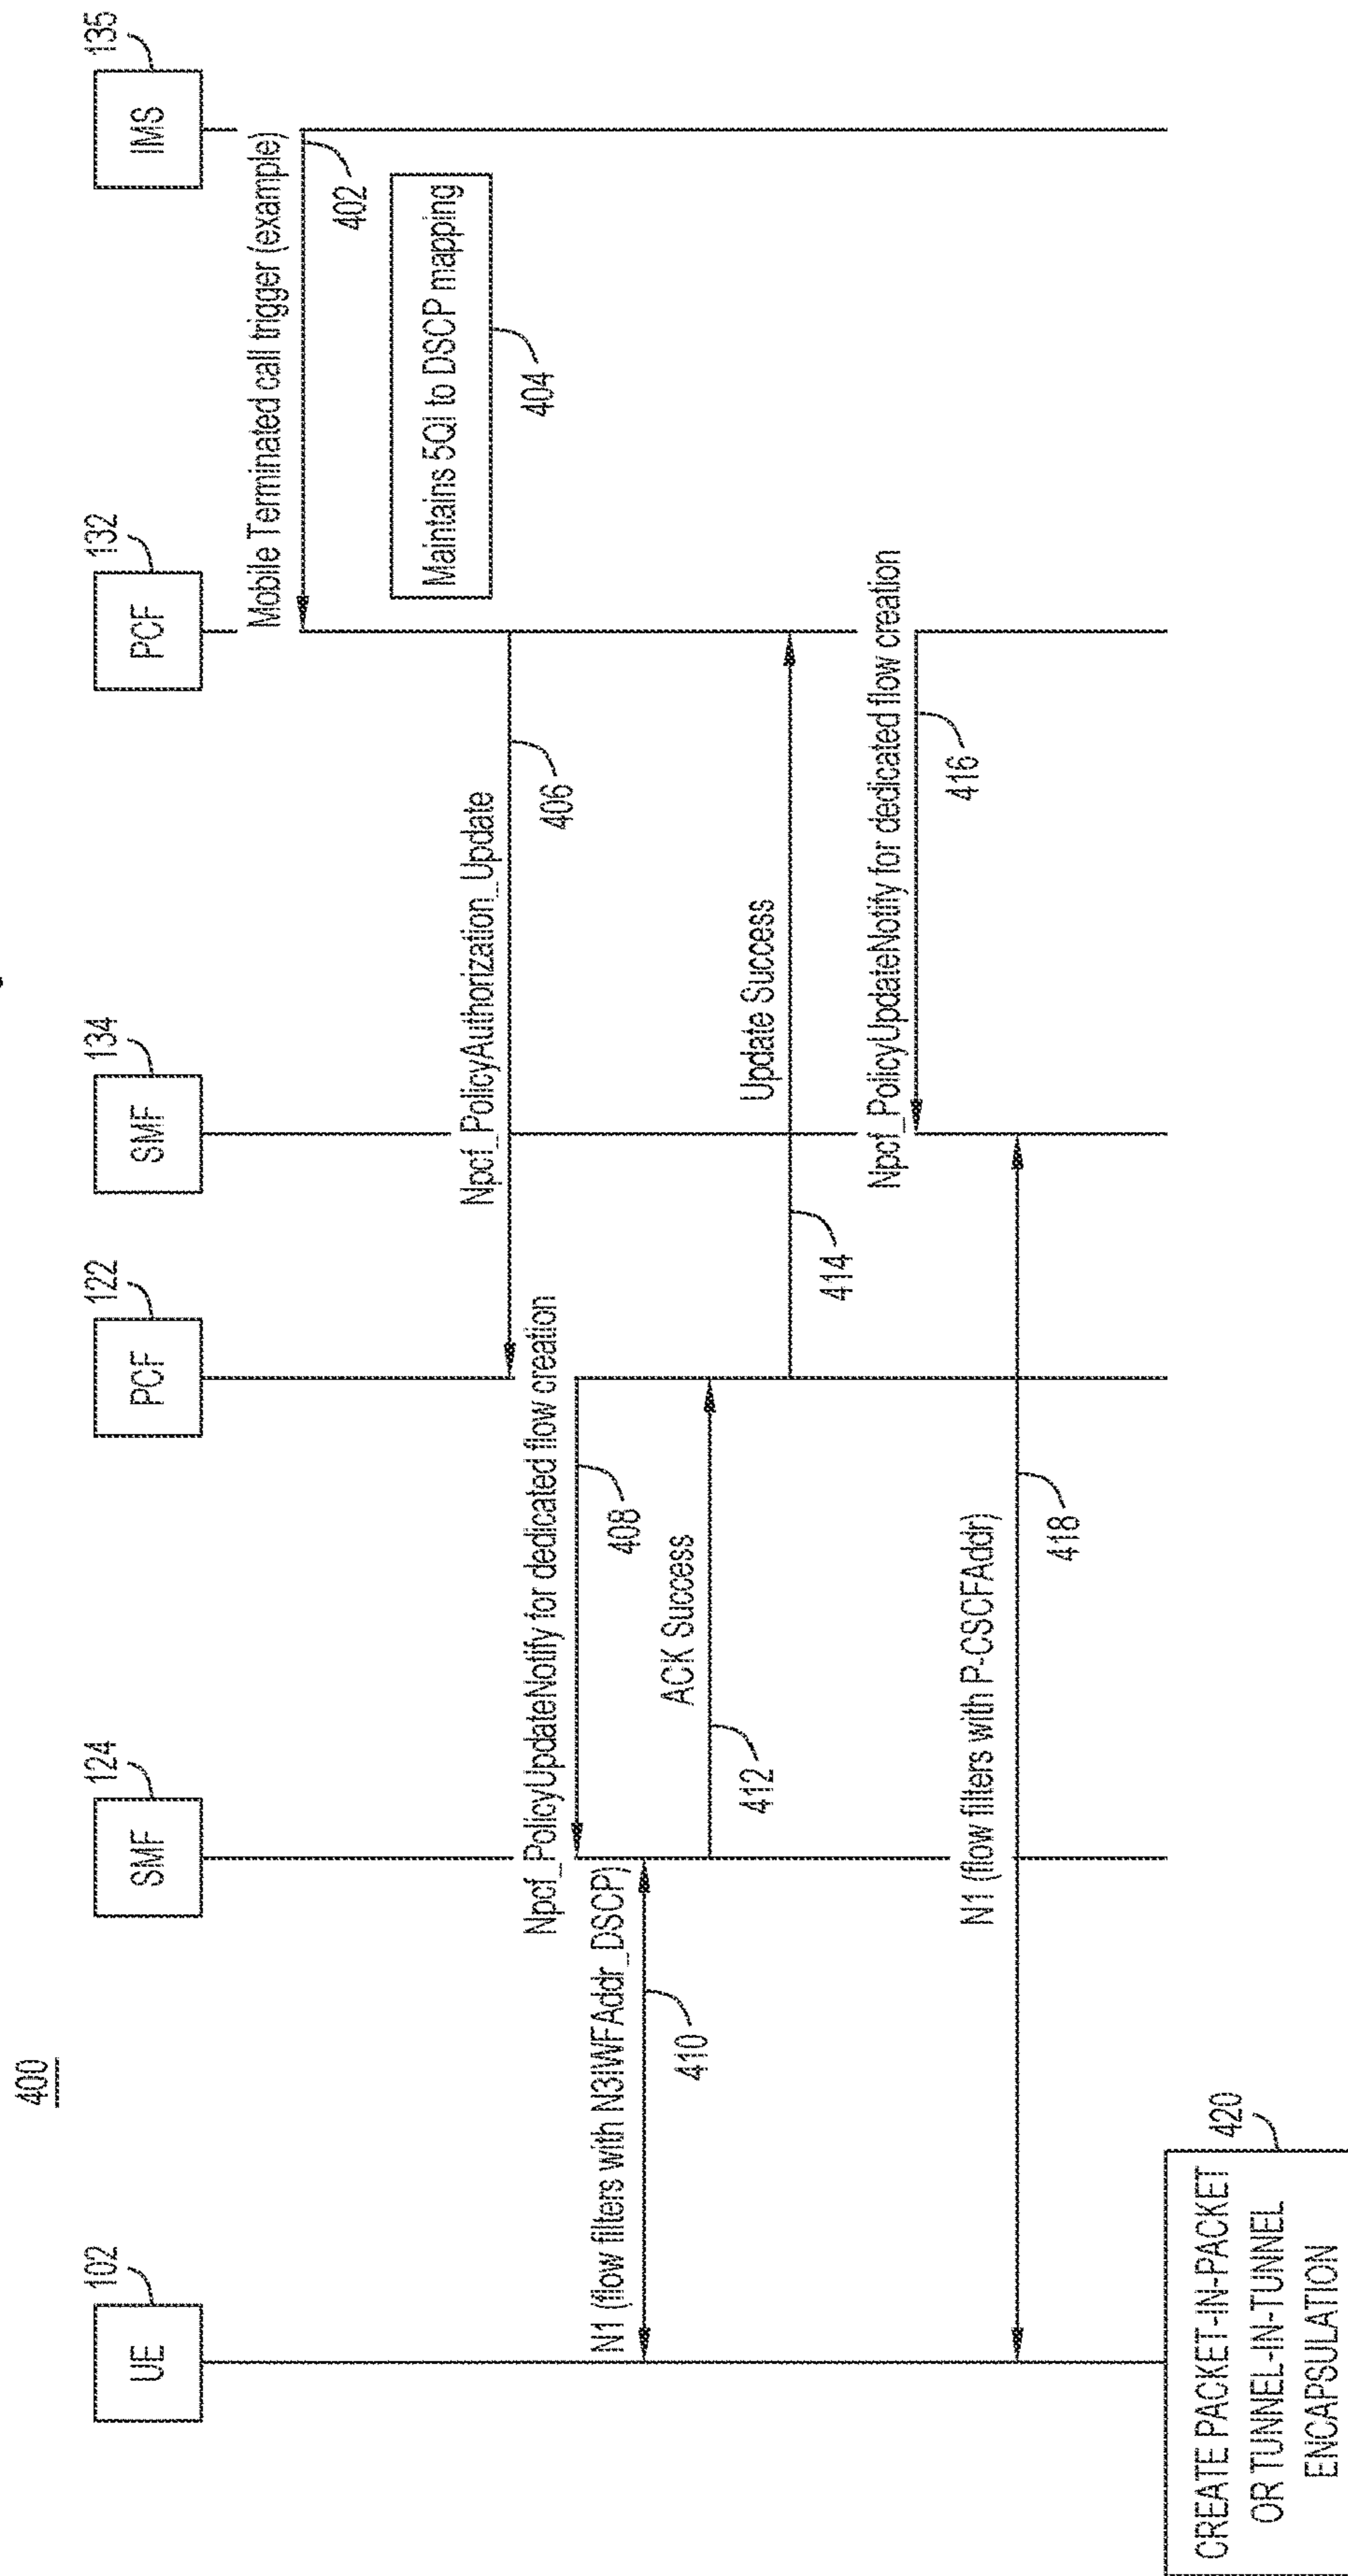 400
UE
102
SMF
124
PCF
122
SMF
134
PCF
132
IMS
135
Mobile Terminated call trigger (example)
402
Maintains 5QI to DSCP mapping
404
Npcf_PolicyAuthorization_Update
406
Npcf_PolicyUpdateNotify for dedicated flow creation
408
N1 (flow filters with N3IWFAddr_DSCP)
410
ACK Success
412
Update Success
414
Npcf_PolicyUpdateNotify for dedicated flow creation
416
N1 (flow filters with P-CSCFAddr)
418
CREATE PACKET-IN-PACKET
OR TUNNEL-IN-TUNNEL
ENCAPSULATION
420